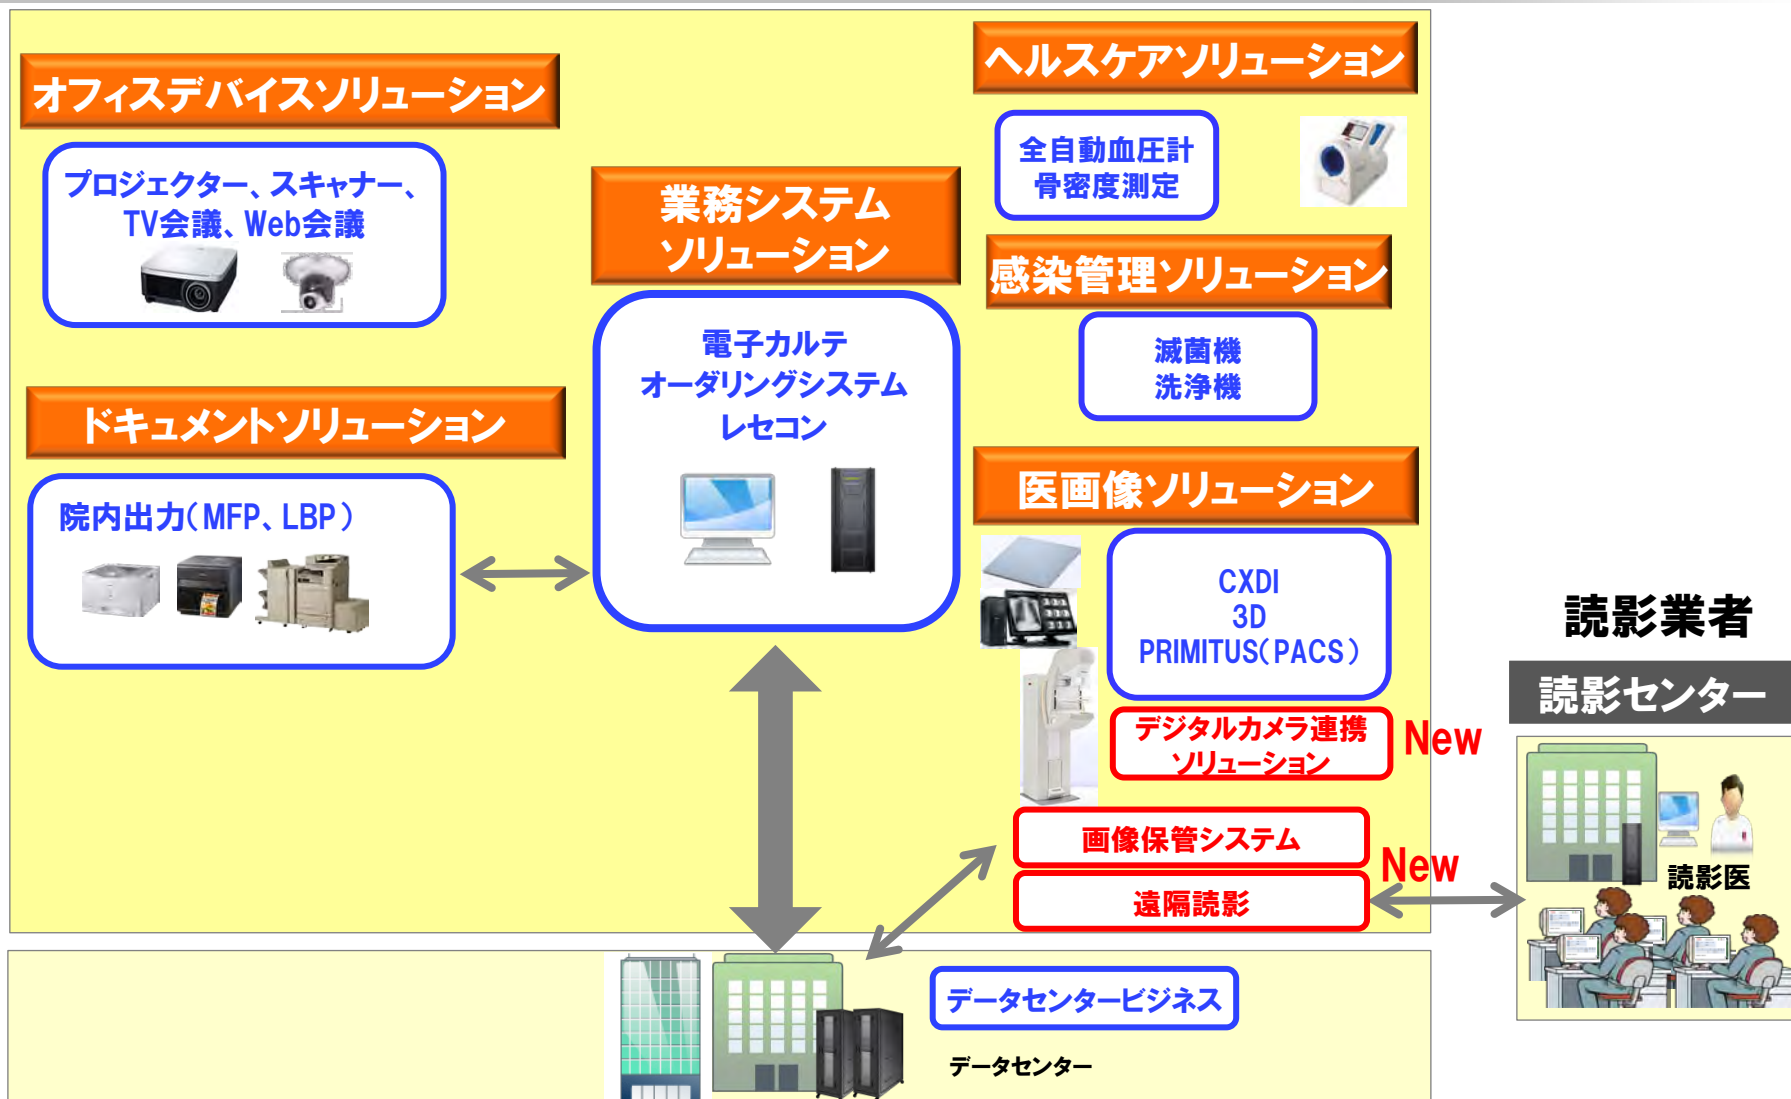 オフィスデバイスソリューション
プロジェクター、スキャナー、
TV会議、Web会議
ドキュメントソリューション
院内出力(MFP、LBP)
業務システム
ソリューション
電子カルテ
オーダリングシステム
レセコン
ヘルスケアソリューション
全自動血圧計
骨密度測定
感染管理ソリューション
滅菌機
洗浄機
医画像ソリューション
CXDI
3D
PRIMITUS(PACS)
デジタルカメラ連携
ソリューション
New
画像保管システム
New
遠隔読影
読影業者
読影センター
読影医
データセンタービジネス
データセンター